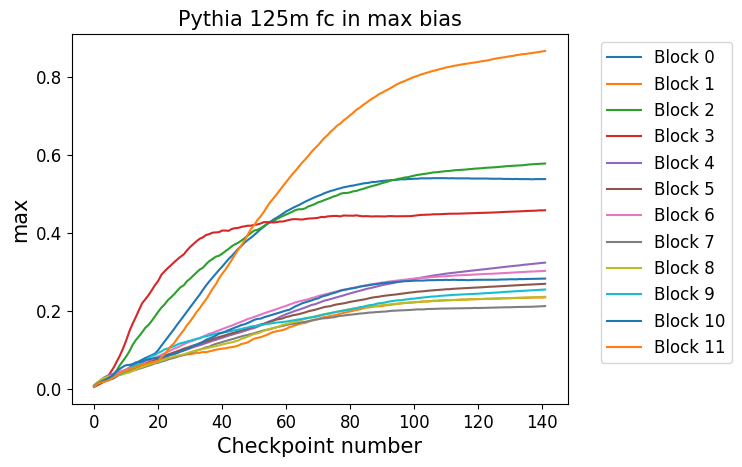 Pythia 125m fc in max bias
max
0.8
0.6
0.4
0.2
0.0
0 20 40 60 80 100 120 140
Checkpoint number
Block 0
Block 1
Block 2
Block 3
Block 4
Block 5
Block 6
Block 7
Block 8
Block 9
Block 10
Block 11